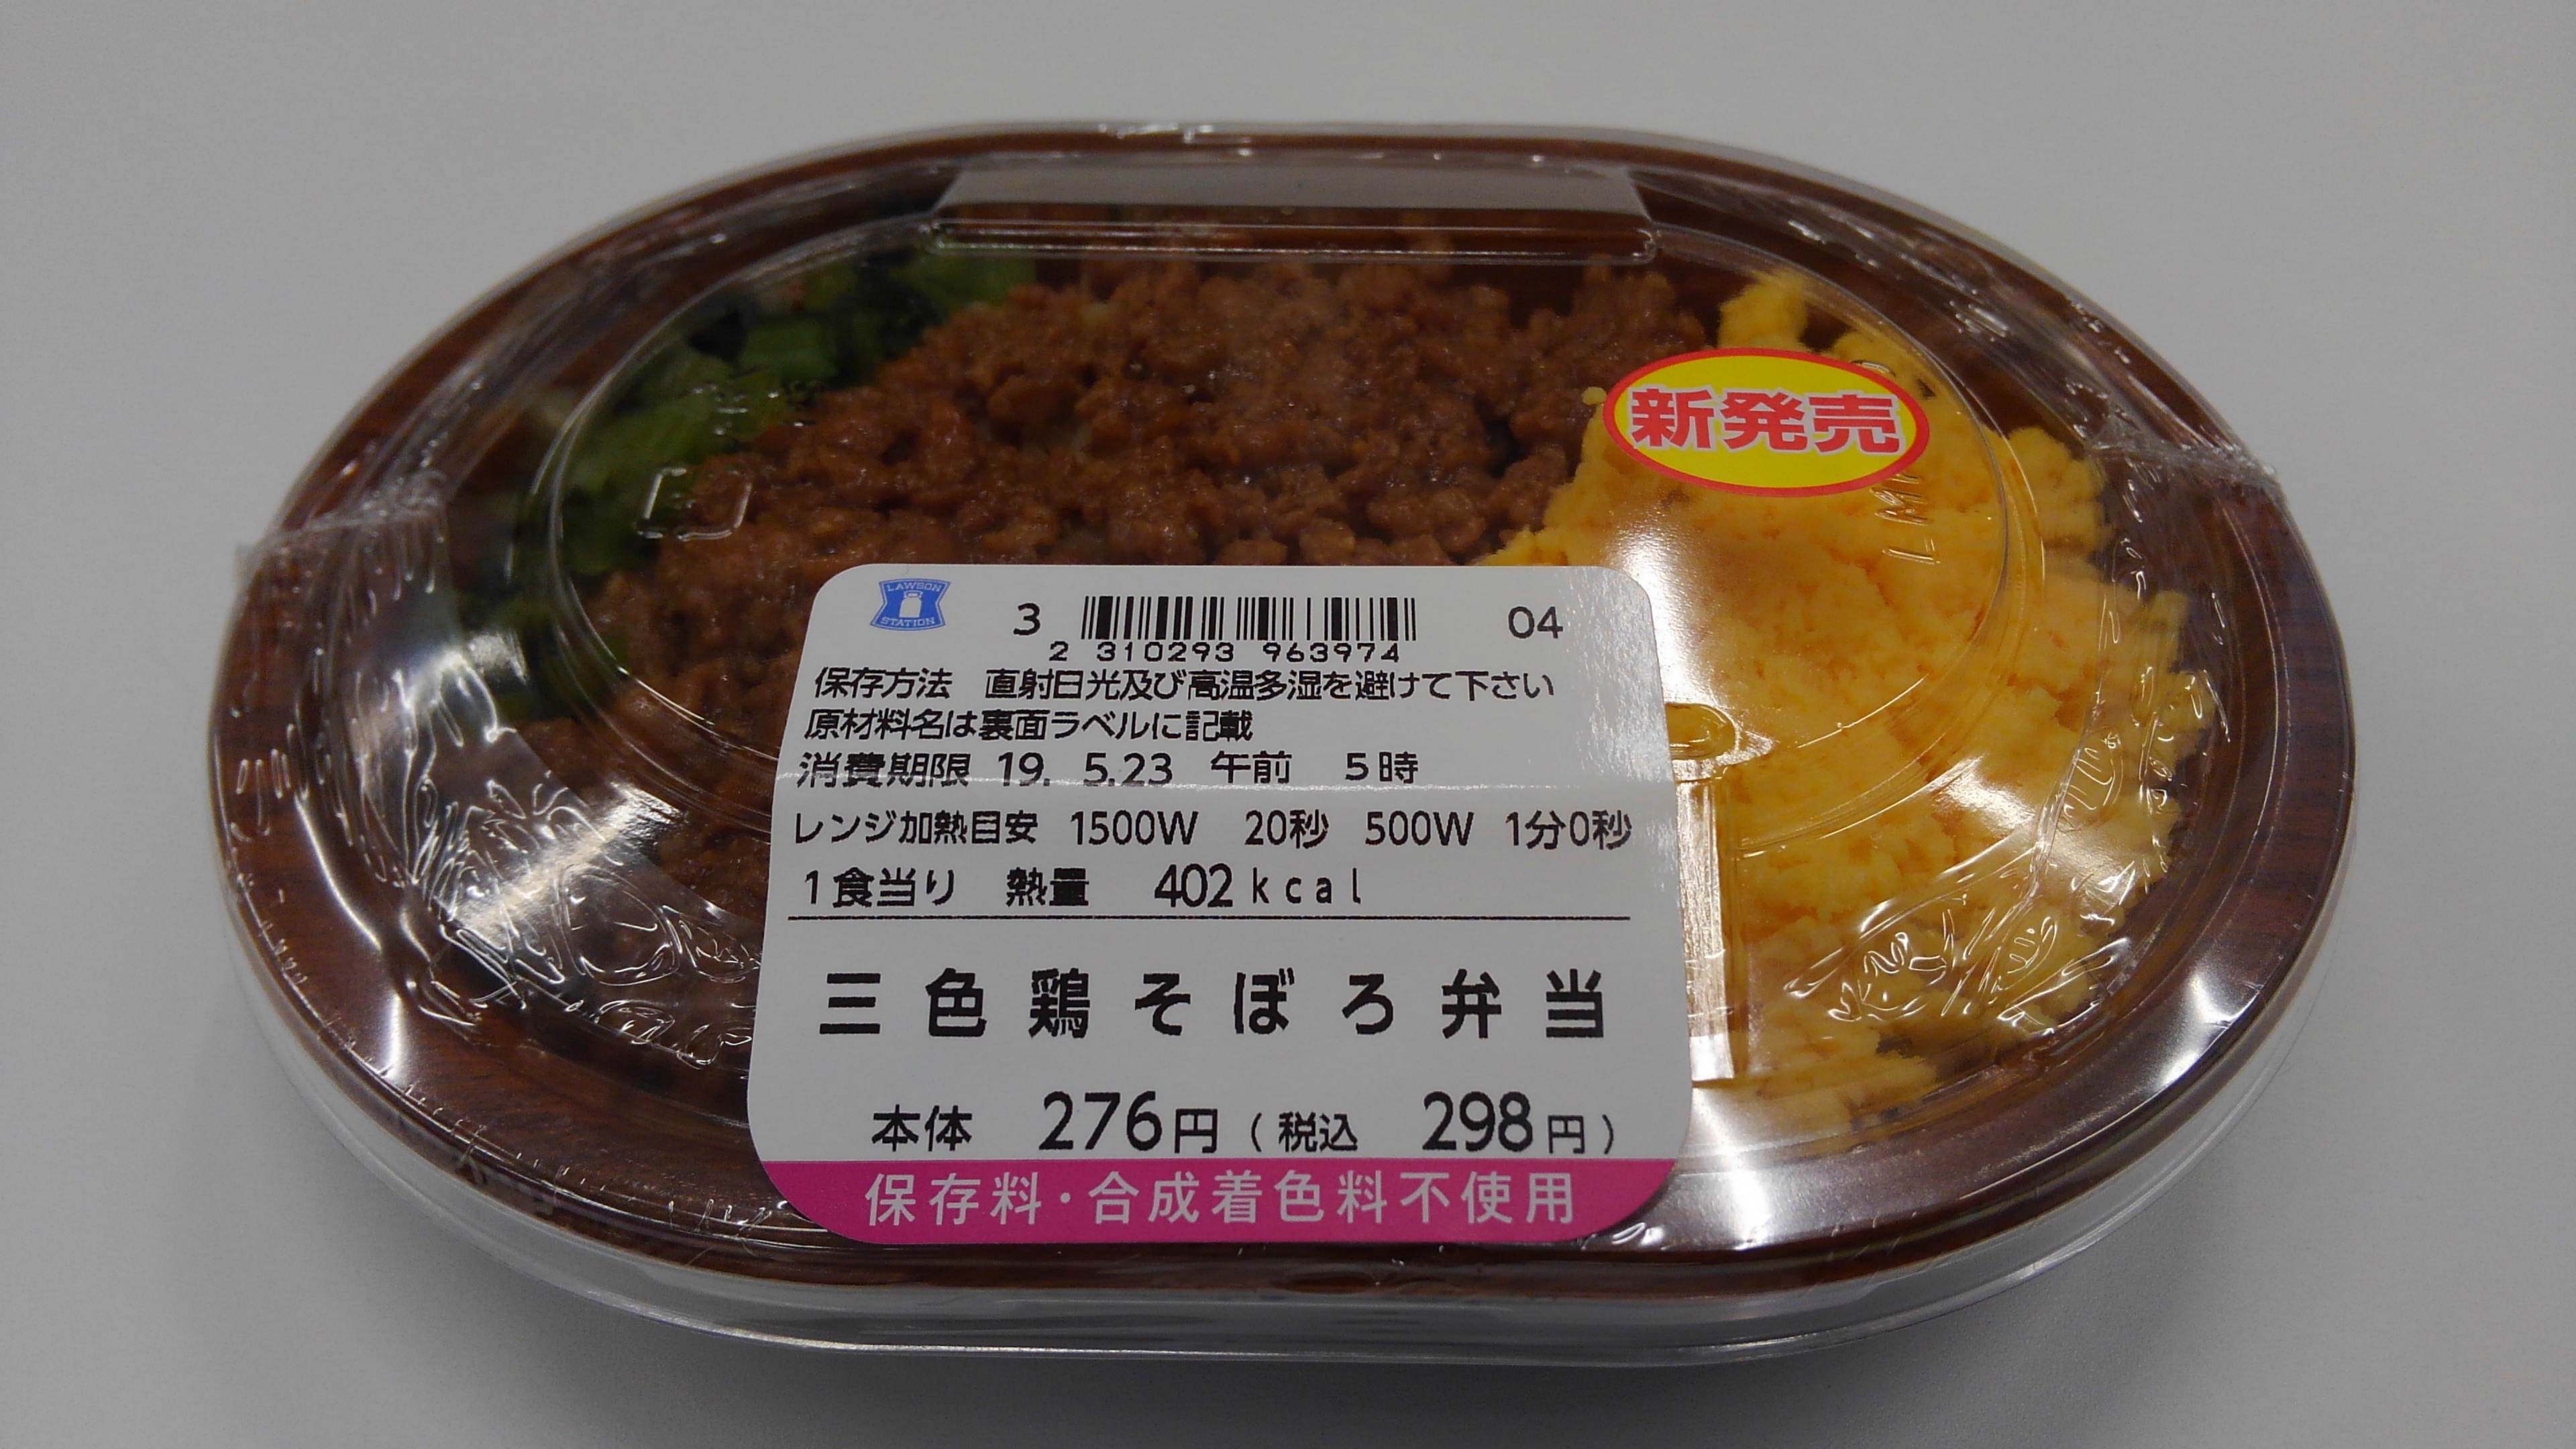 新発売
LAWSON
STATION
3 04
2 310293 963974
保存方法 直射日光及び高温多湿を避けて下さい
原材料名は裏面ラベルに記載
消費期限 19. 5.23 午前 5時
レンジ加熱目安 1500W 20秒 500W 1分0秒
1食当り 熱量 402kcal
三色鶏そぼろ弁当
本体 276円(税込 298円)
保存料・合成着色料不使用